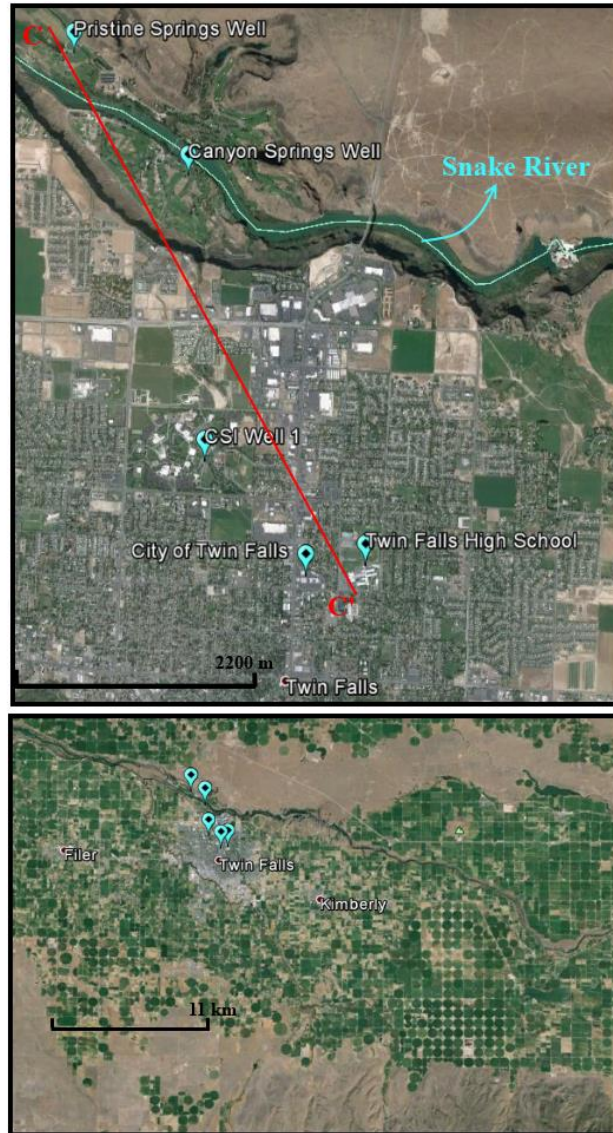 C
Pristine Springs Well
Canyon Springs Well
Snake River
CSI Well 1
City of Twin Falls
Twin Falls High School
C'
2200 m
Twin Falls
Filer
Twin Falls
Kimberly
11 km